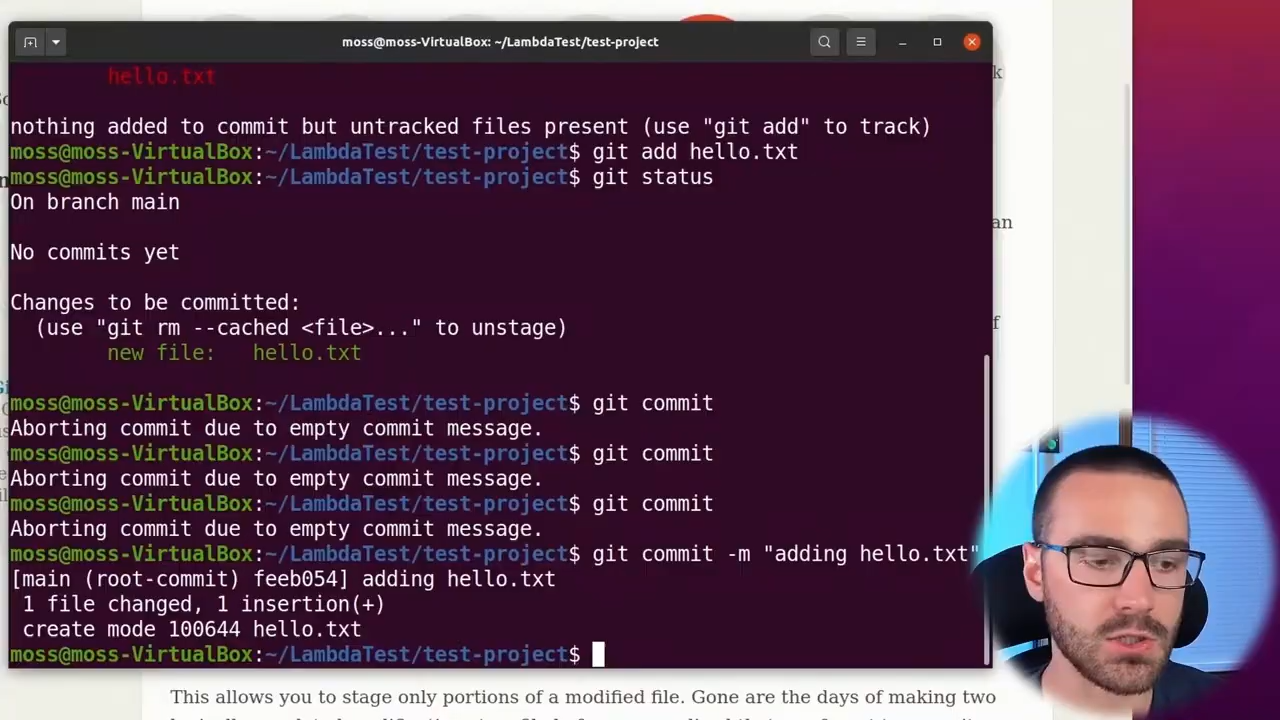 moss@moss-VirtualBox: ~/LambdaTest/test-project
hello.txt
nothing added to commit but untracked files present (use "git add" to track)
moss@moss-VirtualBox:~/LambdaTest/test-project$ git add hello.txt
moss@moss-VirtualBox:~/LambdaTest/test-project$ git status
On branch main
No commits yet
Changes to be committed:
(use "git rm --cached <file>..." to unstage)
new file:   hello.txt
moss@moss-VirtualBox:~/LambdaTest/test-project$ git commit
Aborting commit due to empty commit message.
moss@moss-VirtualBox:~/LambdaTest/test-project$ git commit
Aborting commit due to empty commit message.
moss@moss-VirtualBox:~/LambdaTest/test-project$ git commit
Aborting commit due to empty commit message.
moss@moss-VirtualBox:~/LambdaTest/test-project$ git commit -m "adding hello.txt"
[main (root-commit) feeb054] adding hello.txt
1 file changed, 1 insertion(+)
create mode 100644 hello.txt
moss@moss-VirtualBox:~/LambdaTest/test-project$
This allows you to stage only portions of a modified file. Gone are the days of making two